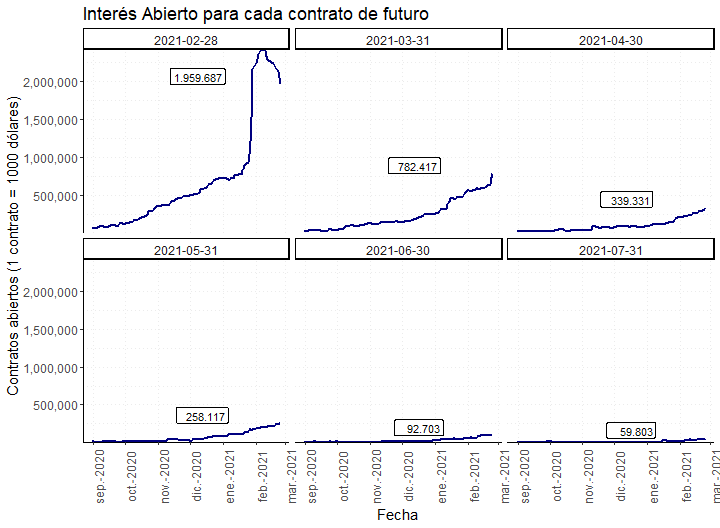 Interés Abierto para cada contrato de futuro
2021-02-28 2021-03-31 2021-04-30
2,000,000
1,500,000
1,000,000
500,000
1.959.687
782.417
339.331
2021-05-31 2021-06-30 2021-07-31
2,000,000
1,500,000
1,000,000
500,000
258.117
92.703
59.803
sep.-2020 oct.-2020 nov.-2020 dic.-2020 ene.-2021 feb.-2021 mar.-2021
sep.-2020 oct.-2020 nov.-2020 dic.-2020 ene.-2021 feb.-2021 mar.-2021
sep.-2020 oct.-2020 nov.-2020 dic.-2020 ene.-2021 feb.-2021 mar.-2021
Fecha
Contratos abiertos (1 contrato = 1000 dólares)